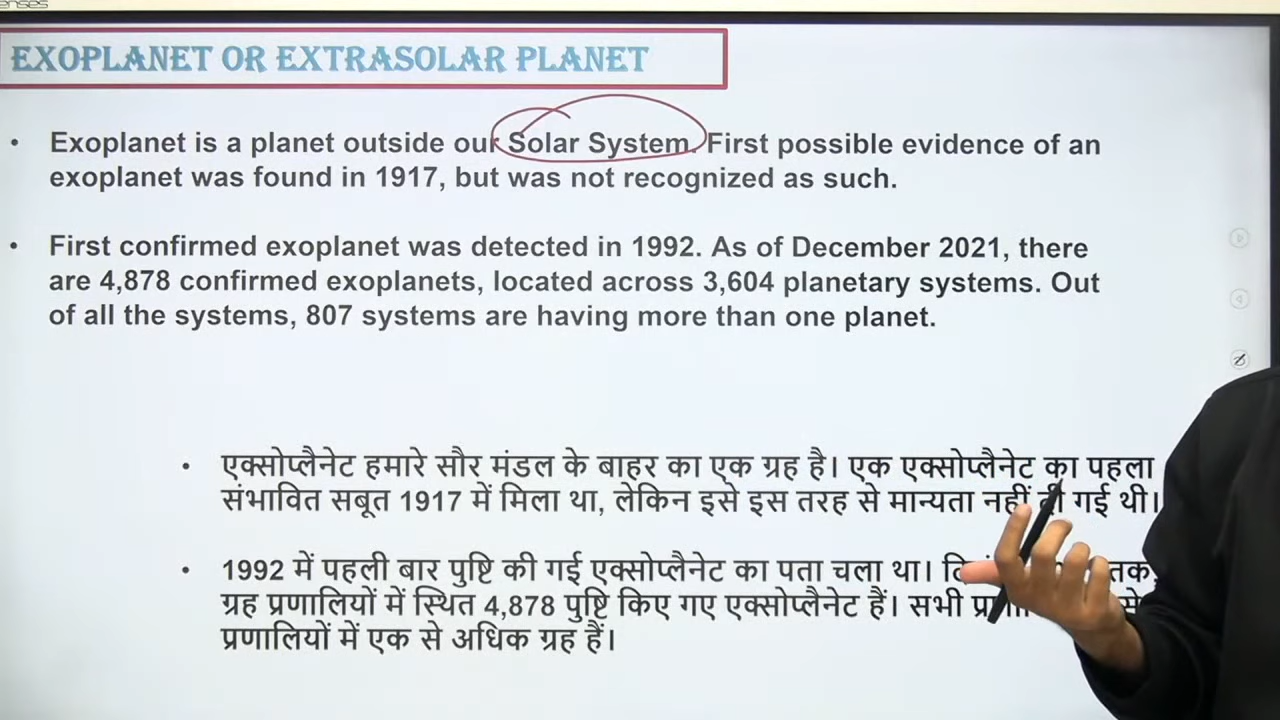 EXOPLANET OR EXTRASOLAR PLANET
• Exoplanet is a planet outside our Solar System. First possible evidence of an
exoplanet was found in 1917, but was not recognized as such.
• First confirmed exoplanet was detected in 1992. As of December 2021, there
are 4,878 confirmed exoplanets, located across 3,604 planetary systems. Out
of all the systems, 807 systems are having more than one planet.
• एक्सोप्लैनेट हमारे सौर मंडल के बाहर का एक ग्रह है। एक एक्सोप्लैनेट का पहला
संभावित सबूत 1917 में मिला था, लेकिन इसे इस तरह से मान्यता नहीं दी गई थी।
• 1992 में पहली बार पुष्टि की गई एक्सोप्लैनेट का पता चला था। तक,
ग्रह प्रणालियों में स्थित 4,878 पुष्टि किए गए एक्सोप्लैनेट हैं। सभी से
प्रणालियों में एक से अधिक ग्रह हैं।